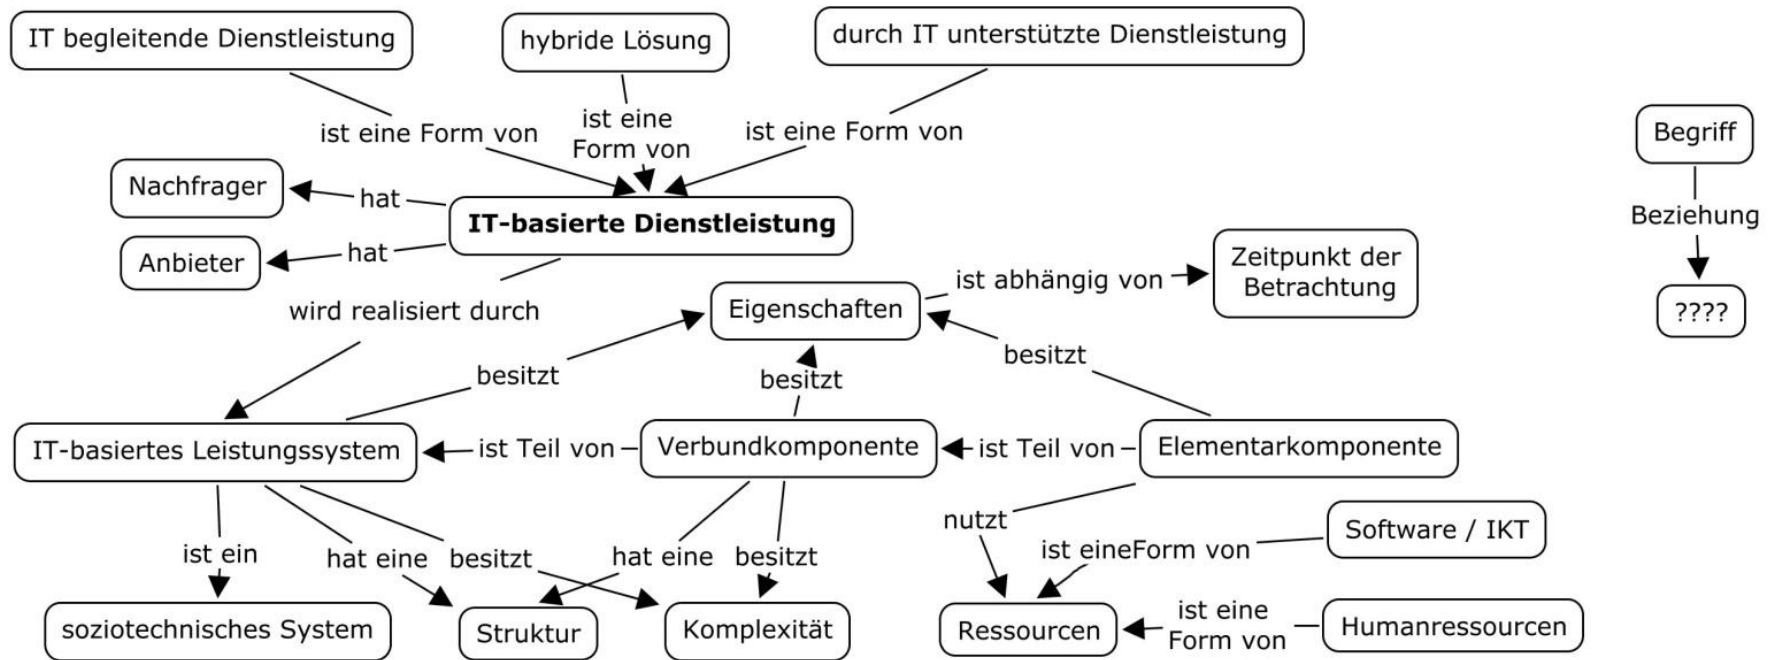 IT begleitende Dienstleistung
hybride Lösung
durch IT unterstützte Dienstleistung
ist eine Form von
ist eine
Form von
ist eine Form von
Begriff
Nachfrager
hat
IT-basierte Dienstleistung
Beziehung
Anbieter
hat
ist abhängig von
Zeitpunkt der
Betrachtung
wird realisiert durch
Eigenschaften
????
besitzt
besitzt
besitzt
IT-basiertes Leistungssystem
ist Teil von
Verbundkomponente
ist Teil von
Elementarkomponente
nutzt
Software / IKT
ist ein
hat eine
besitzt
hat eine
besitzt
ist eineForm von
soziotechnisches System
Struktur
Komplexität
Ressourcen
ist eine
Form von
Humanressourcen